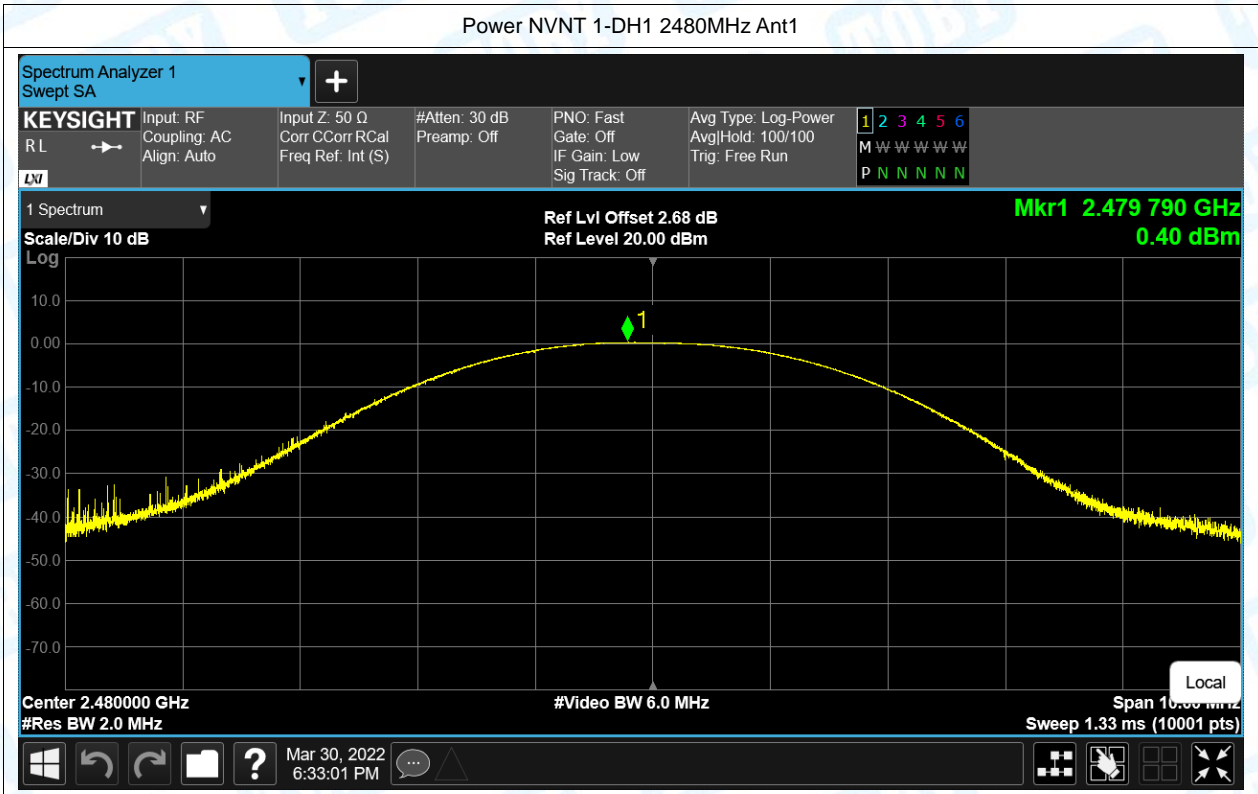 Power NVNT 1-DH1 2480MHz Ant1
Spectrum Analyzer 1
Swept SA
KEYSIGHT
R L
LXI
Input: RF
Coupling: AC
Align: Auto
Input Z: 50 Ω
Corr CCorr RCal
Freq Ref: Int (S)
#Atten: 30 dB
Preamp: Off
PNO: Fast
Gate: Off
IF Gain: Low
Sig Track: Off
Avg Type: Log-Power
Avg|Hold: 100/100
Trig: Free Run
1 2 3 4 5 6
M W W W W W
P N N N N N
1 Spectrum
Scale/Div 10 dB
Ref Lvl Offset 2.68 dB
Ref Level 20.00 dBm
Mkr1 2.479 790 GHz
0.40 dBm
Log
10.0
0.00
-10.0
-20.0
-30.0
-40.0
-50.0
-60.0
-70.0
1
Local
Center 2.480000 GHz
#Res BW 2.0 MHz
#Video BW 6.0 MHz
Span 10.00 MHz
Sweep 1.33 ms (10001 pts)
?
Mar 30, 2022
6:33:01 PM
TOBY